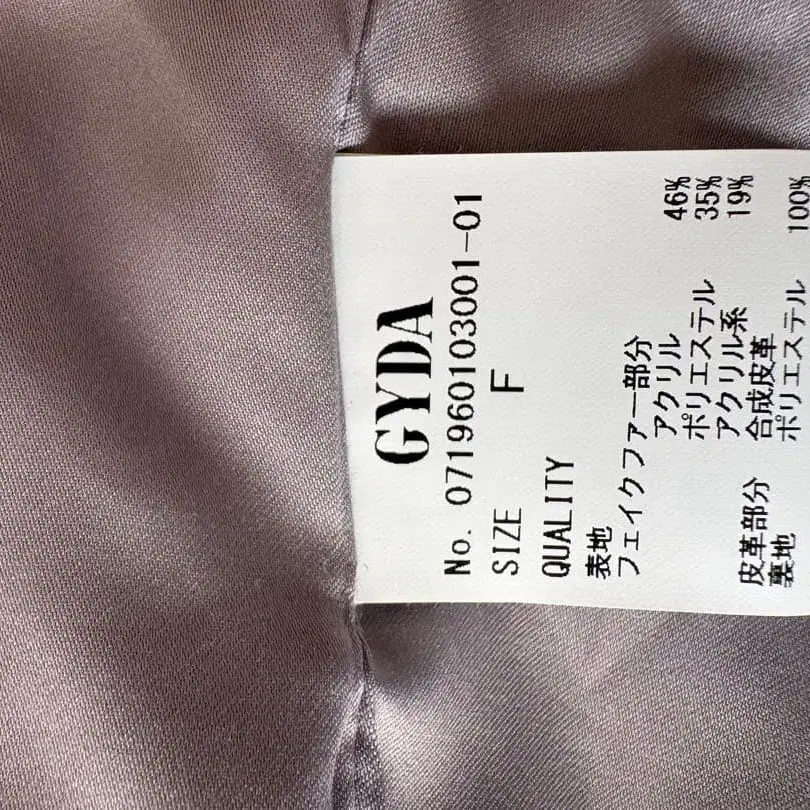 GYDA
No. 071960103001-01
SIZE F
QUALITY
表地
フェイクファー部分
アクリル 46%
ポリエステル 35%
アクリル系 19%
皮革部分 合成皮革
裏地 ポリエステル 100%